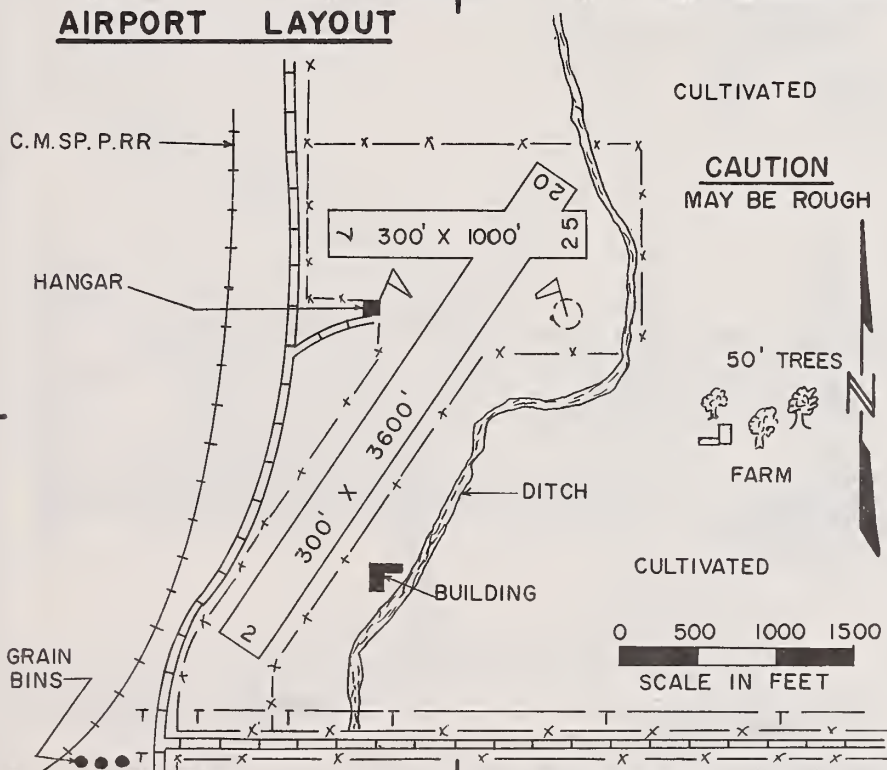 AIRPORT LAYOUT
CULTIVATED
C.M.SP.P.RR
CAUTION
MAY BE ROUGH
20
7
300' X 1000'
25
HANGAR
50' TREES
N
300' X 3600'
FARM
DITCH
CULTIVATED
BUILDING
2
0 500 1000 1500
SCALE IN FEET
GRAIN
BINS
T T T T T T
T